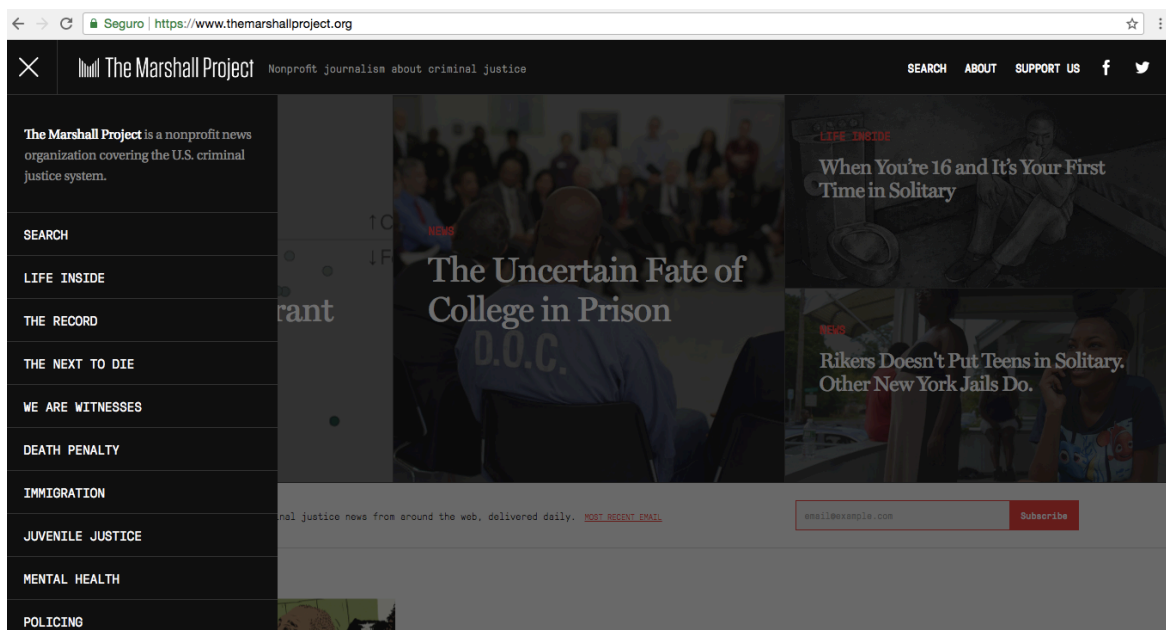 Seguro | https://www.themarshallproject.org
The Marshall Project
Nonprofit journalism about criminal justice
SEARCH ABOUT SUPPORT US
The Marshall Project is a nonprofit news
organization covering the U.S. criminal
justice system.
SEARCH
LIFE INSIDE
THE RECORD
THE NEXT TO DIE
WE ARE WITNESSES
DEATH PENALTY
IMMIGRATION
JUVENILE JUSTICE
MENTAL HEALTH
POLICING
rant
NEWS
The Uncertain Fate of
College in Prison
D.O.C.
LIFE INSIDE
When You're 16 and It's Your First
Time in Solitary
NEWS
Rikers Doesn't Put Teens in Solitary.
Other New York Jails Do.
nal justice news from around the web, delivered daily. MOST RECENT EMAIL
email@example.com
Subscribe